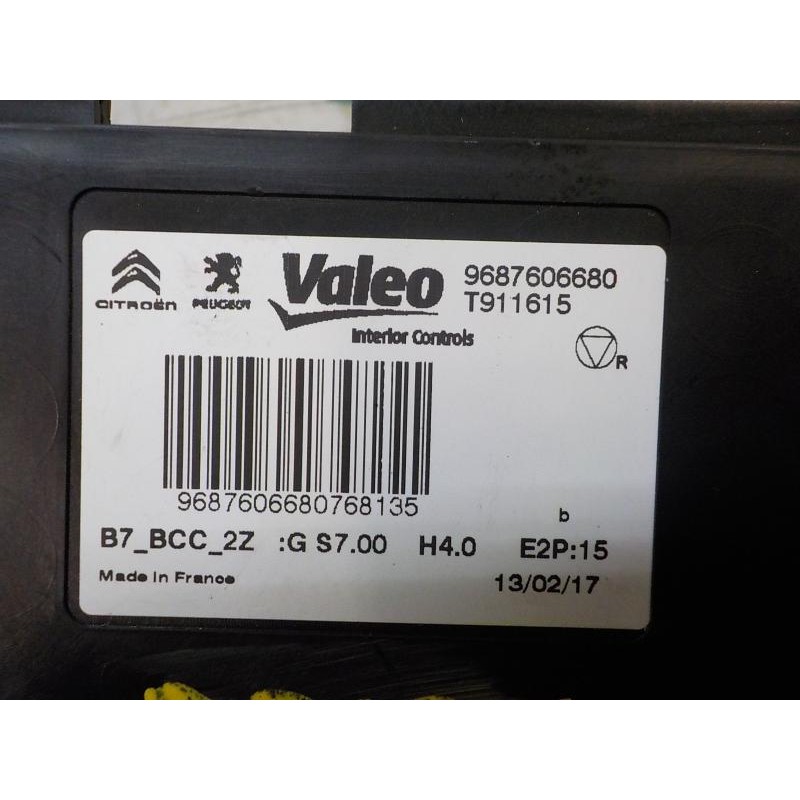 CITROËN PEUGEOT Valeo 9687606680
T911615
Interior Controls
R
9687606680768135
b
B7_BCC_2Z :G S7.00 H4.0 E2P:15
Made in France 13/02/17